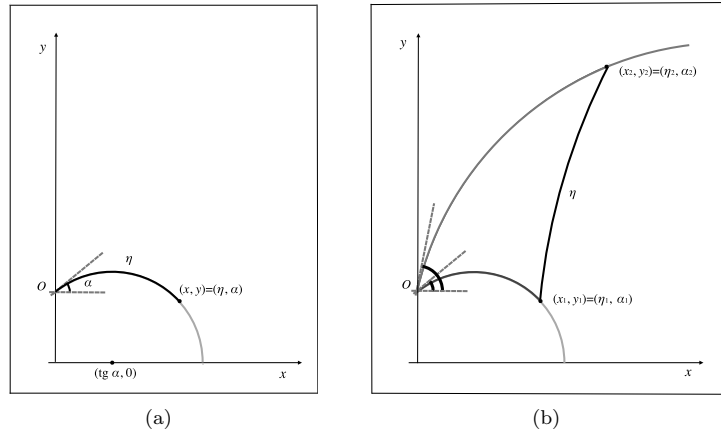 y
O
α
η
(x, y)=(η, α)
(tg α, 0)
x
(a)
y
(x₂, y₂)=(η₂, α₂)
η
O
(x₁, y₁)=(η₁, α₁)
x
(b)